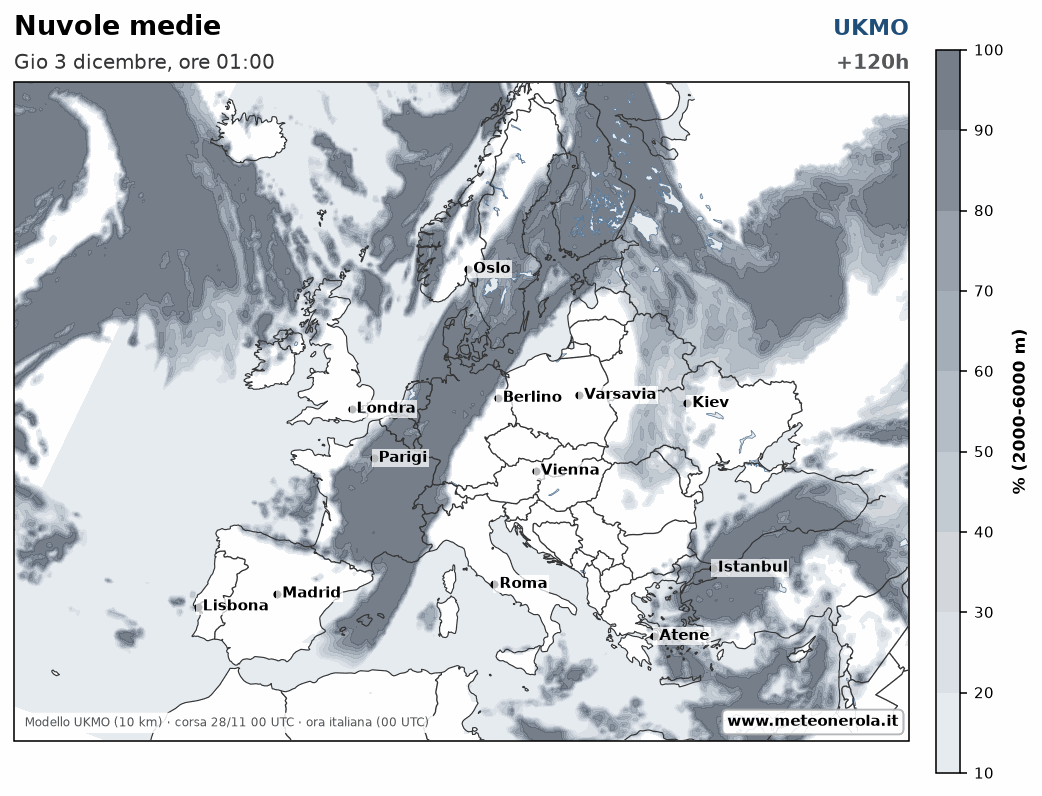 Nuvole medie
UKMO
Gio 3 dicembre, ore 01:00
+120h
100
90
80
70
60
50
40
30
20
10
% (2000-6000 m)
Oslo
Londra
Berlino
Varsavia
Kiev
Parigi
Vienna
Istanbul
Roma
Madrid
Lisbona
Atene
Modello UKMO (10 km) · corsa 28/11 00 UTC · ora italiana (00 UTC)
www.meteonerola.it